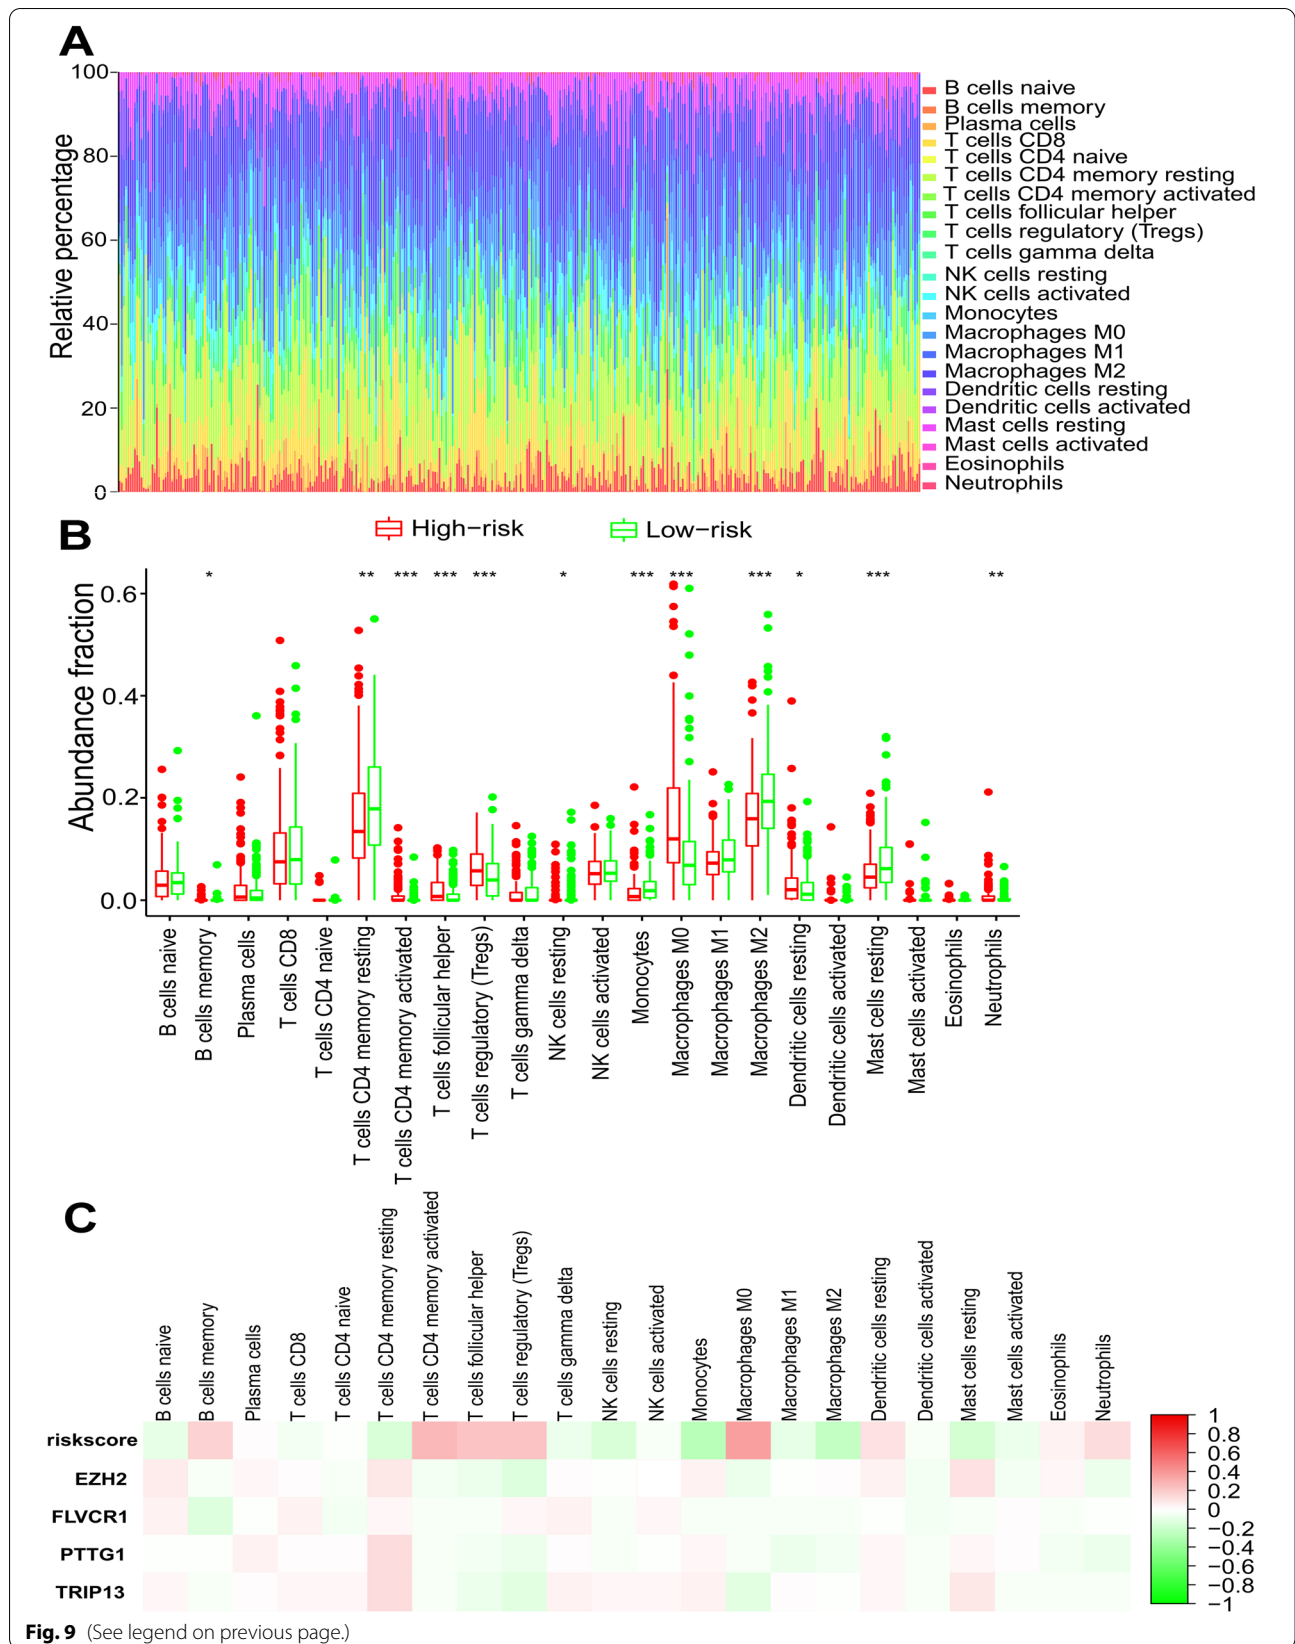 A
100
80
60
40
20
0
Relative percentage
B cells naive
B cells memory
Plasma cells
T cells CD8
T cells CD4 naive
T cells CD4 memory resting
T cells CD4 memory activated
T cells follicular helper
T cells regulatory (Tregs)
T cells gamma delta
NK cells resting
NK cells activated
Monocytes
Macrophages M0
Macrophages M1
Macrophages M2
Dendritic cells resting
Dendritic cells activated
Mast cells resting
Mast cells activated
Eosinophils
Neutrophils
B
High−risk
Low−risk
* ** *** *** *** * *** *** *** * *** **
Abundance fraction
0.6
0.4
0.2
0.0
B cells naive
B cells memory
Plasma cells
T cells CD8
T cells CD4 naive
T cells CD4 memory resting
T cells CD4 memory activated
T cells follicular helper
T cells regulatory (Tregs)
T cells gamma delta
NK cells resting
NK cells activated
Monocytes
Macrophages M0
Macrophages M1
Macrophages M2
Dendritic cells resting
Dendritic cells activated
Mast cells resting
Mast cells activated
Eosinophils
Neutrophils
C
B cells naive
B cells memory
Plasma cells
T cells CD8
T cells CD4 naive
T cells CD4 memory resting
T cells CD4 memory activated
T cells follicular helper
T cells regulatory (Tregs)
T cells gamma delta
NK cells resting
NK cells activated
Monocytes
Macrophages M0
Macrophages M1
Macrophages M2
Dendritic cells resting
Dendritic cells activated
Mast cells resting
Mast cells activated
Eosinophils
Neutrophils
riskscore
EZH2
FLVCR1
PTTG1
TRIP13
1
0.8
0.6
0.4
0.2
0
−0.2
−0.4
−0.6
−0.8
−1
Fig. 9 (See legend on previous page.)